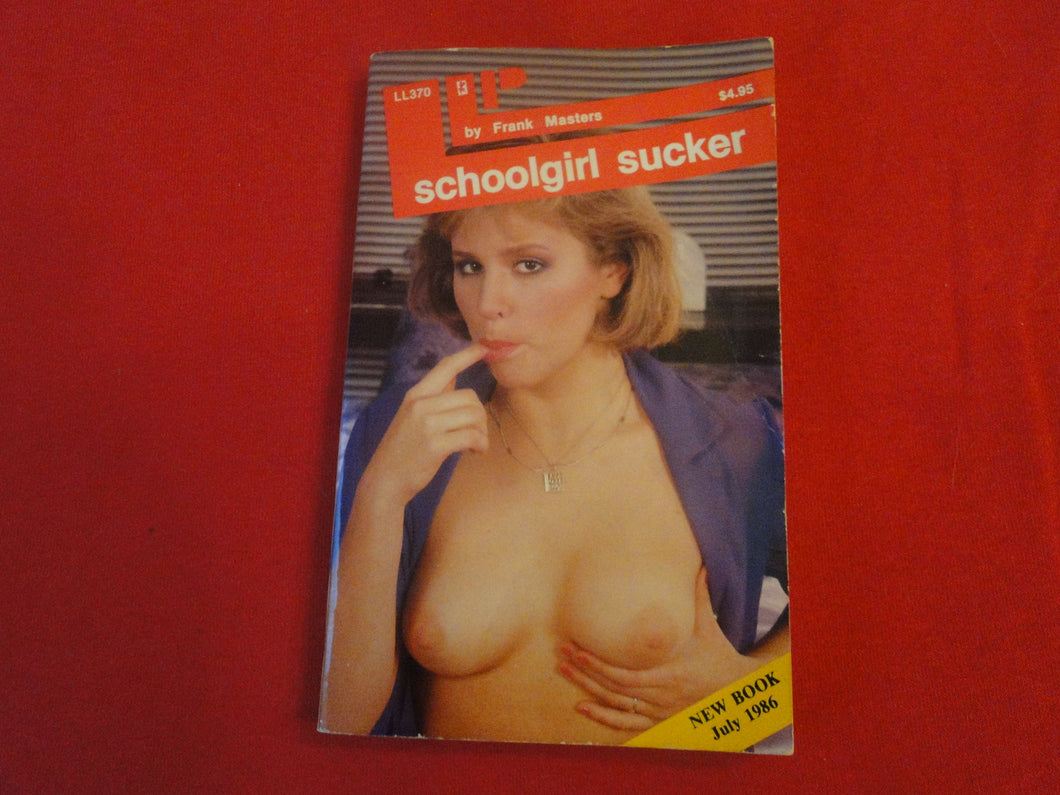 LL370
$4.95
by Frank Masters
schoolgirl sucker
NEW BOOK
July 1986